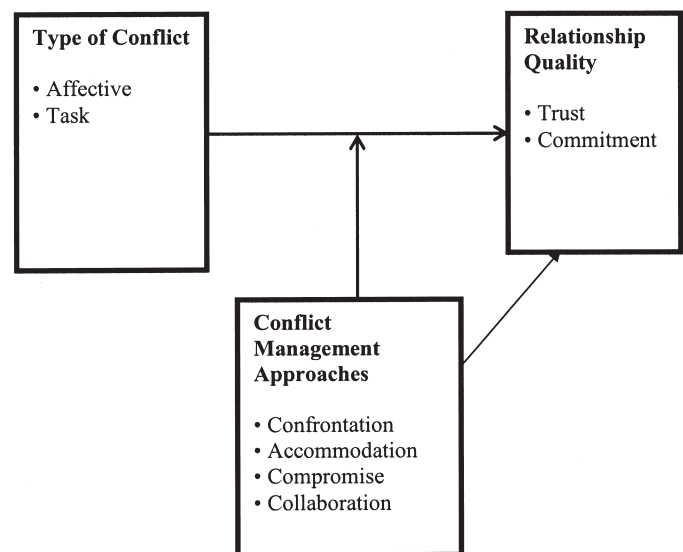 Type of Conflict
• Affective
• Task
Relationship
Quality
• Trust
• Commitment
Conflict
Management
Approaches
• Confrontation
• Accommodation
• Compromise
• Collaboration